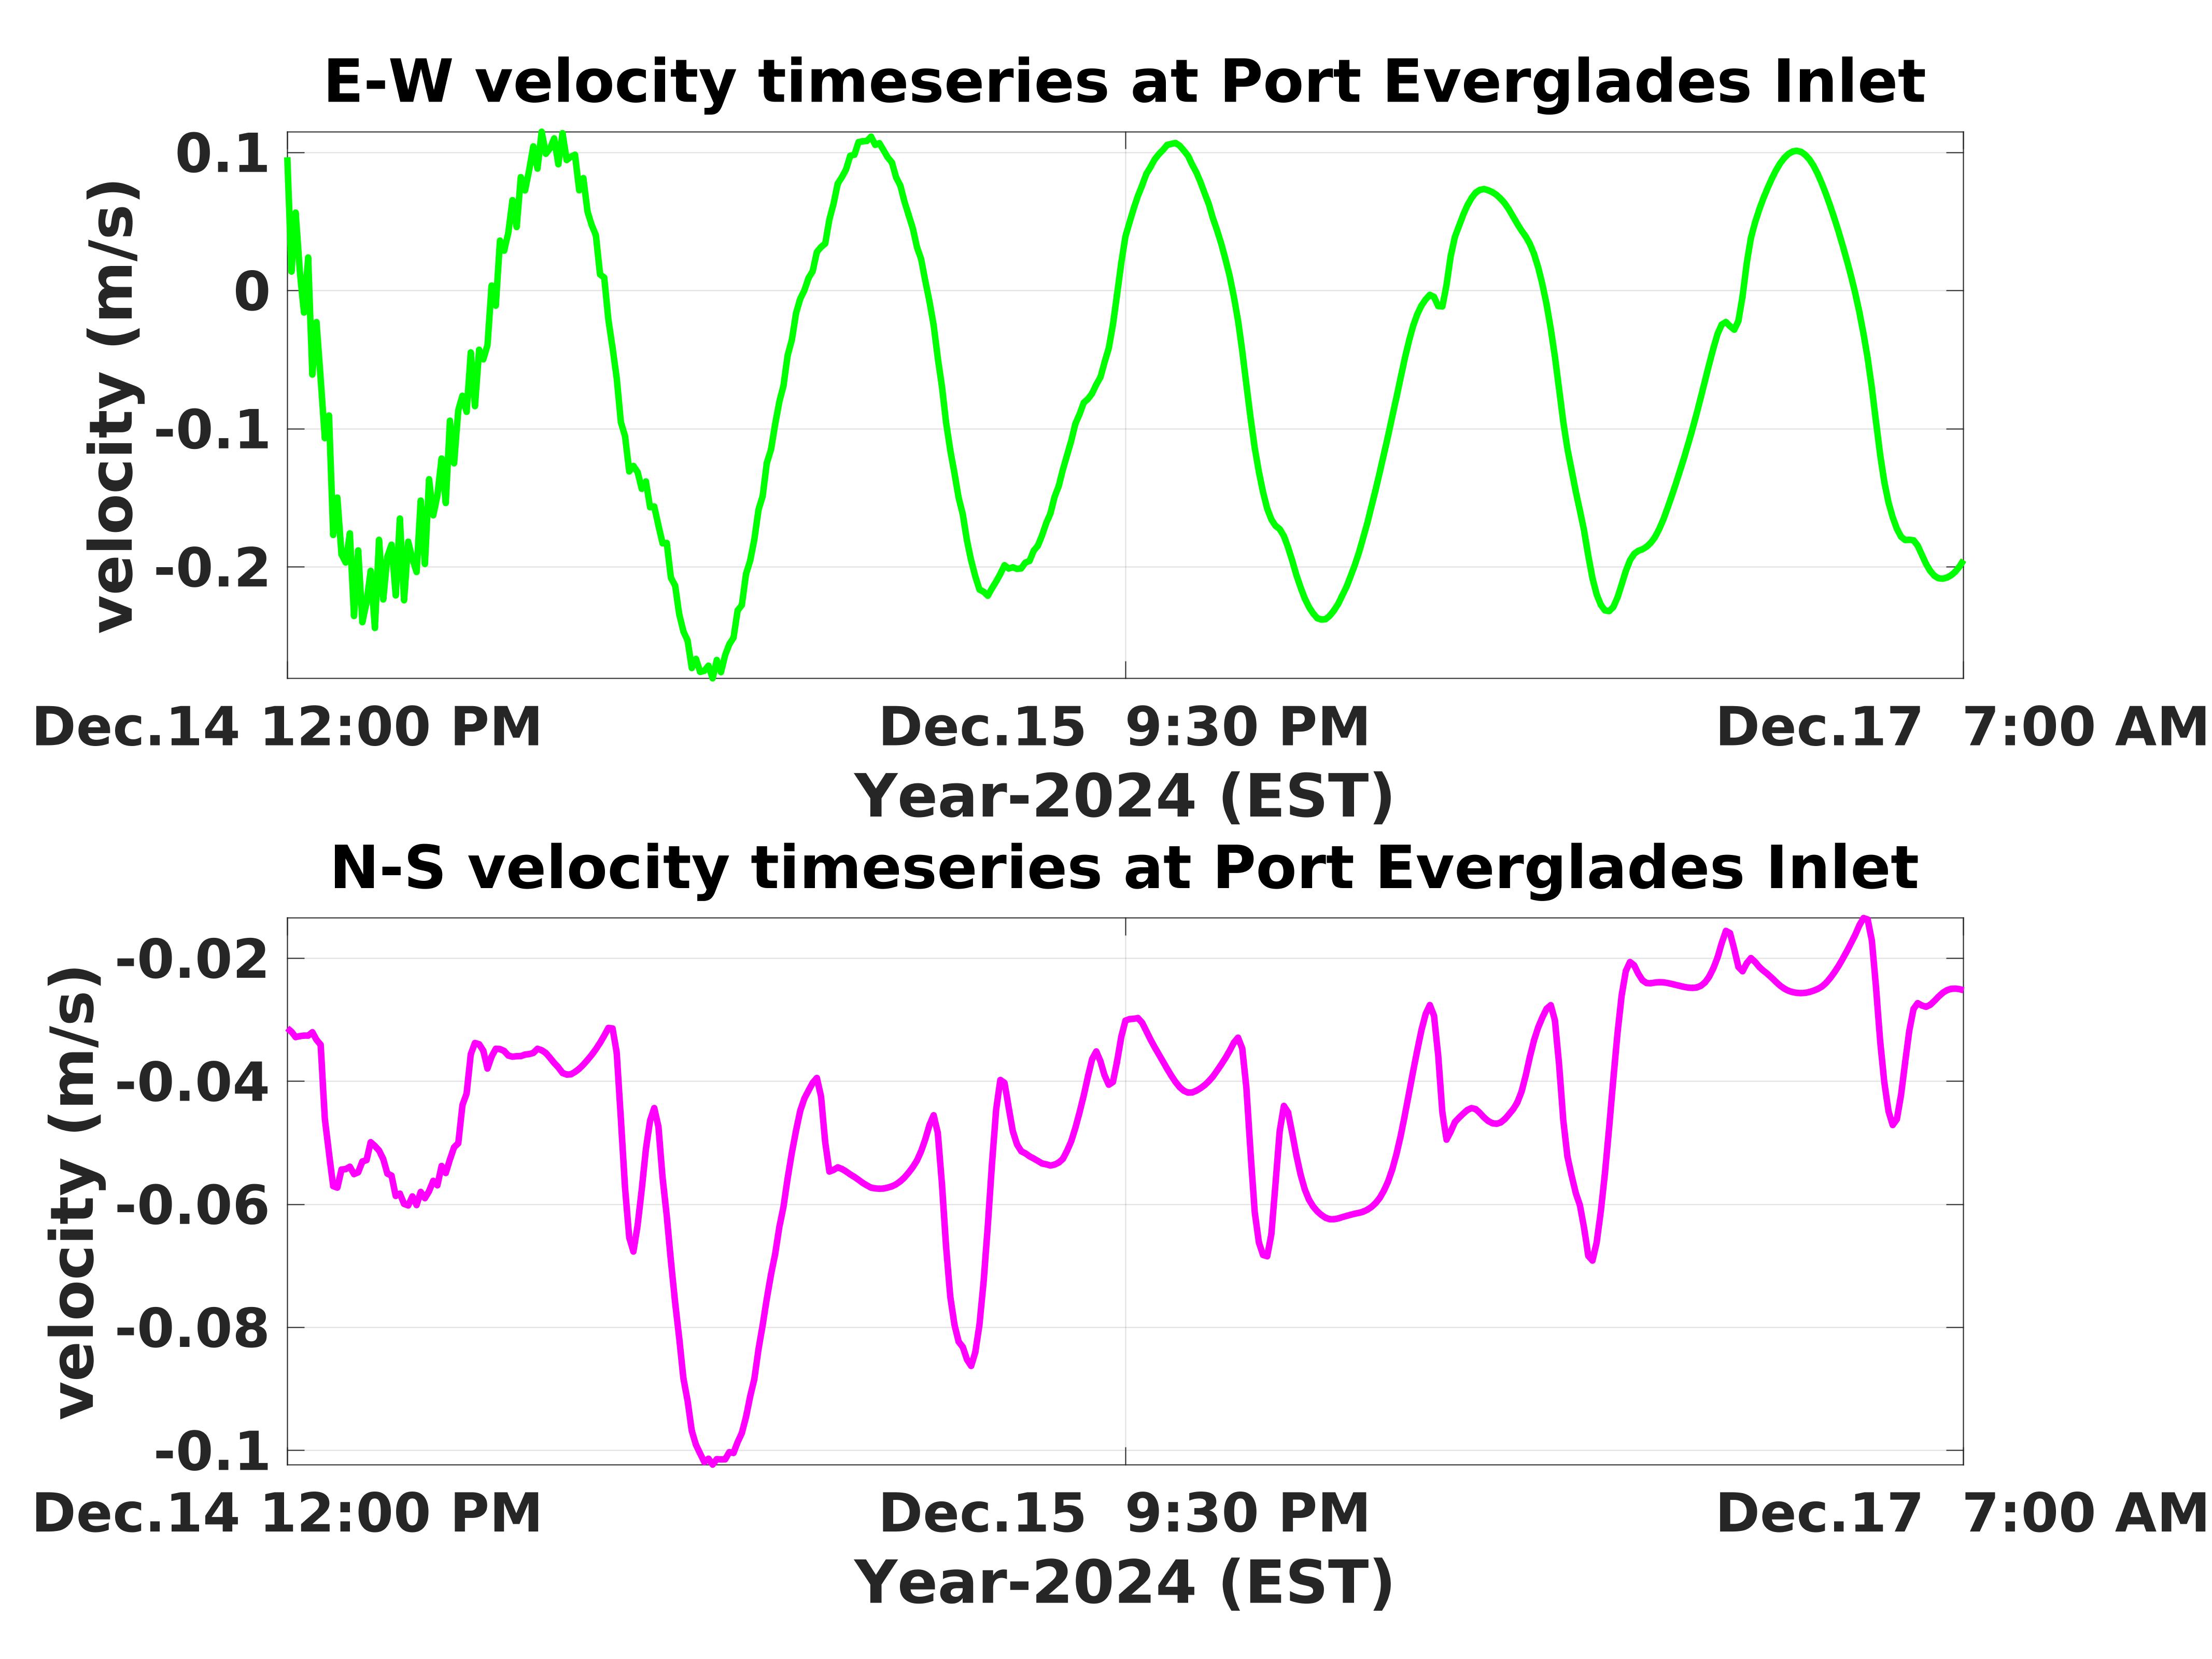 E-W velocity timeseries at Port Everglades Inlet
velocity (m/s)
0.1
0
-0.1
-0.2
Dec.14 12:00 PM Dec.15 9:30 PM Dec.17 7:00 AM
Year-2024 (EST)
N-S velocity timeseries at Port Everglades Inlet
velocity (m/s)
-0.02
-0.04
-0.06
-0.08
-0.1
Dec.14 12:00 PM Dec.15 9:30 PM Dec.17 7:00 AM
Year-2024 (EST)